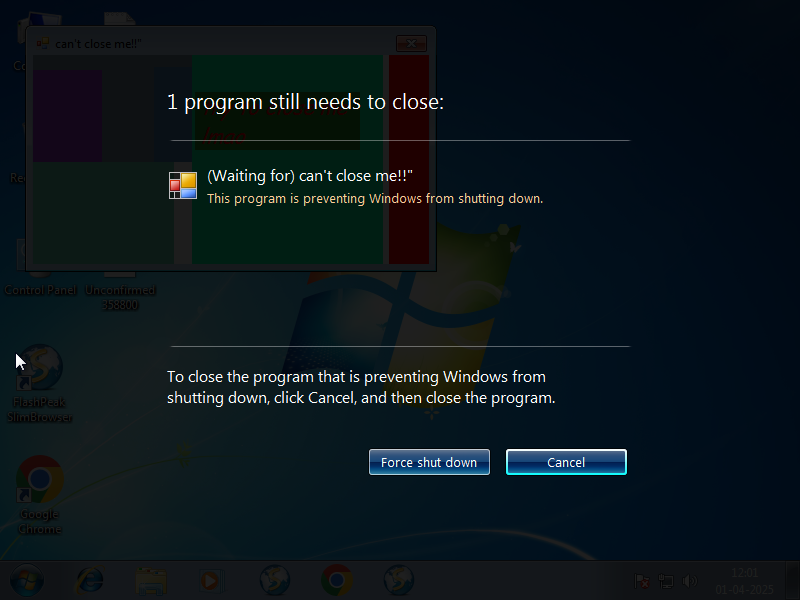 can't close me!!"
1 program still needs to close:
(Waiting for) can't close me!!"
This program is preventing Windows from shutting down.
Control Panel
Unconfirmed
358800
To close the program that is preventing Windows from
shutting down, click Cancel, and then close the program.
FlashPeak
SlimBrowser
Force shut down
Cancel
Google
Chrome
12:01
01-04-2025